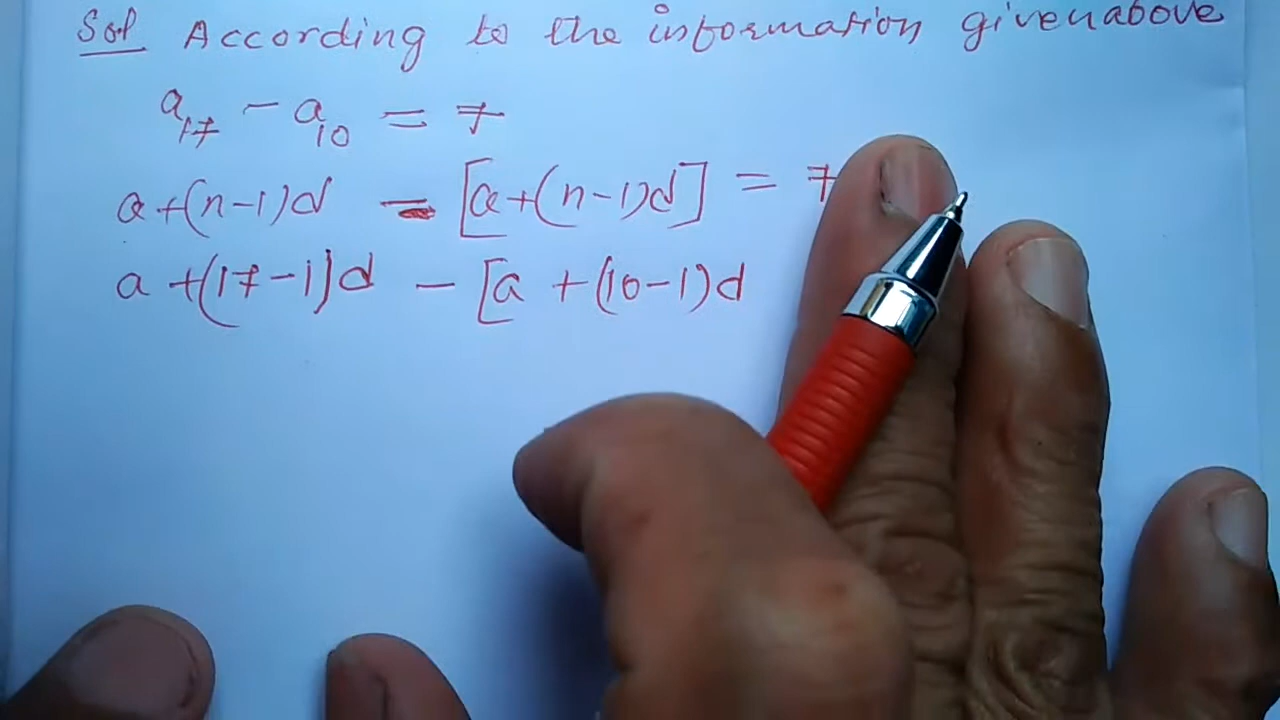 Sol According to the information given above
a₁₇ - a₁₀ = 7
a+(n-1)d - [a+(n-1)d] = 7
a +(17-1)d - [a +(10-1)d